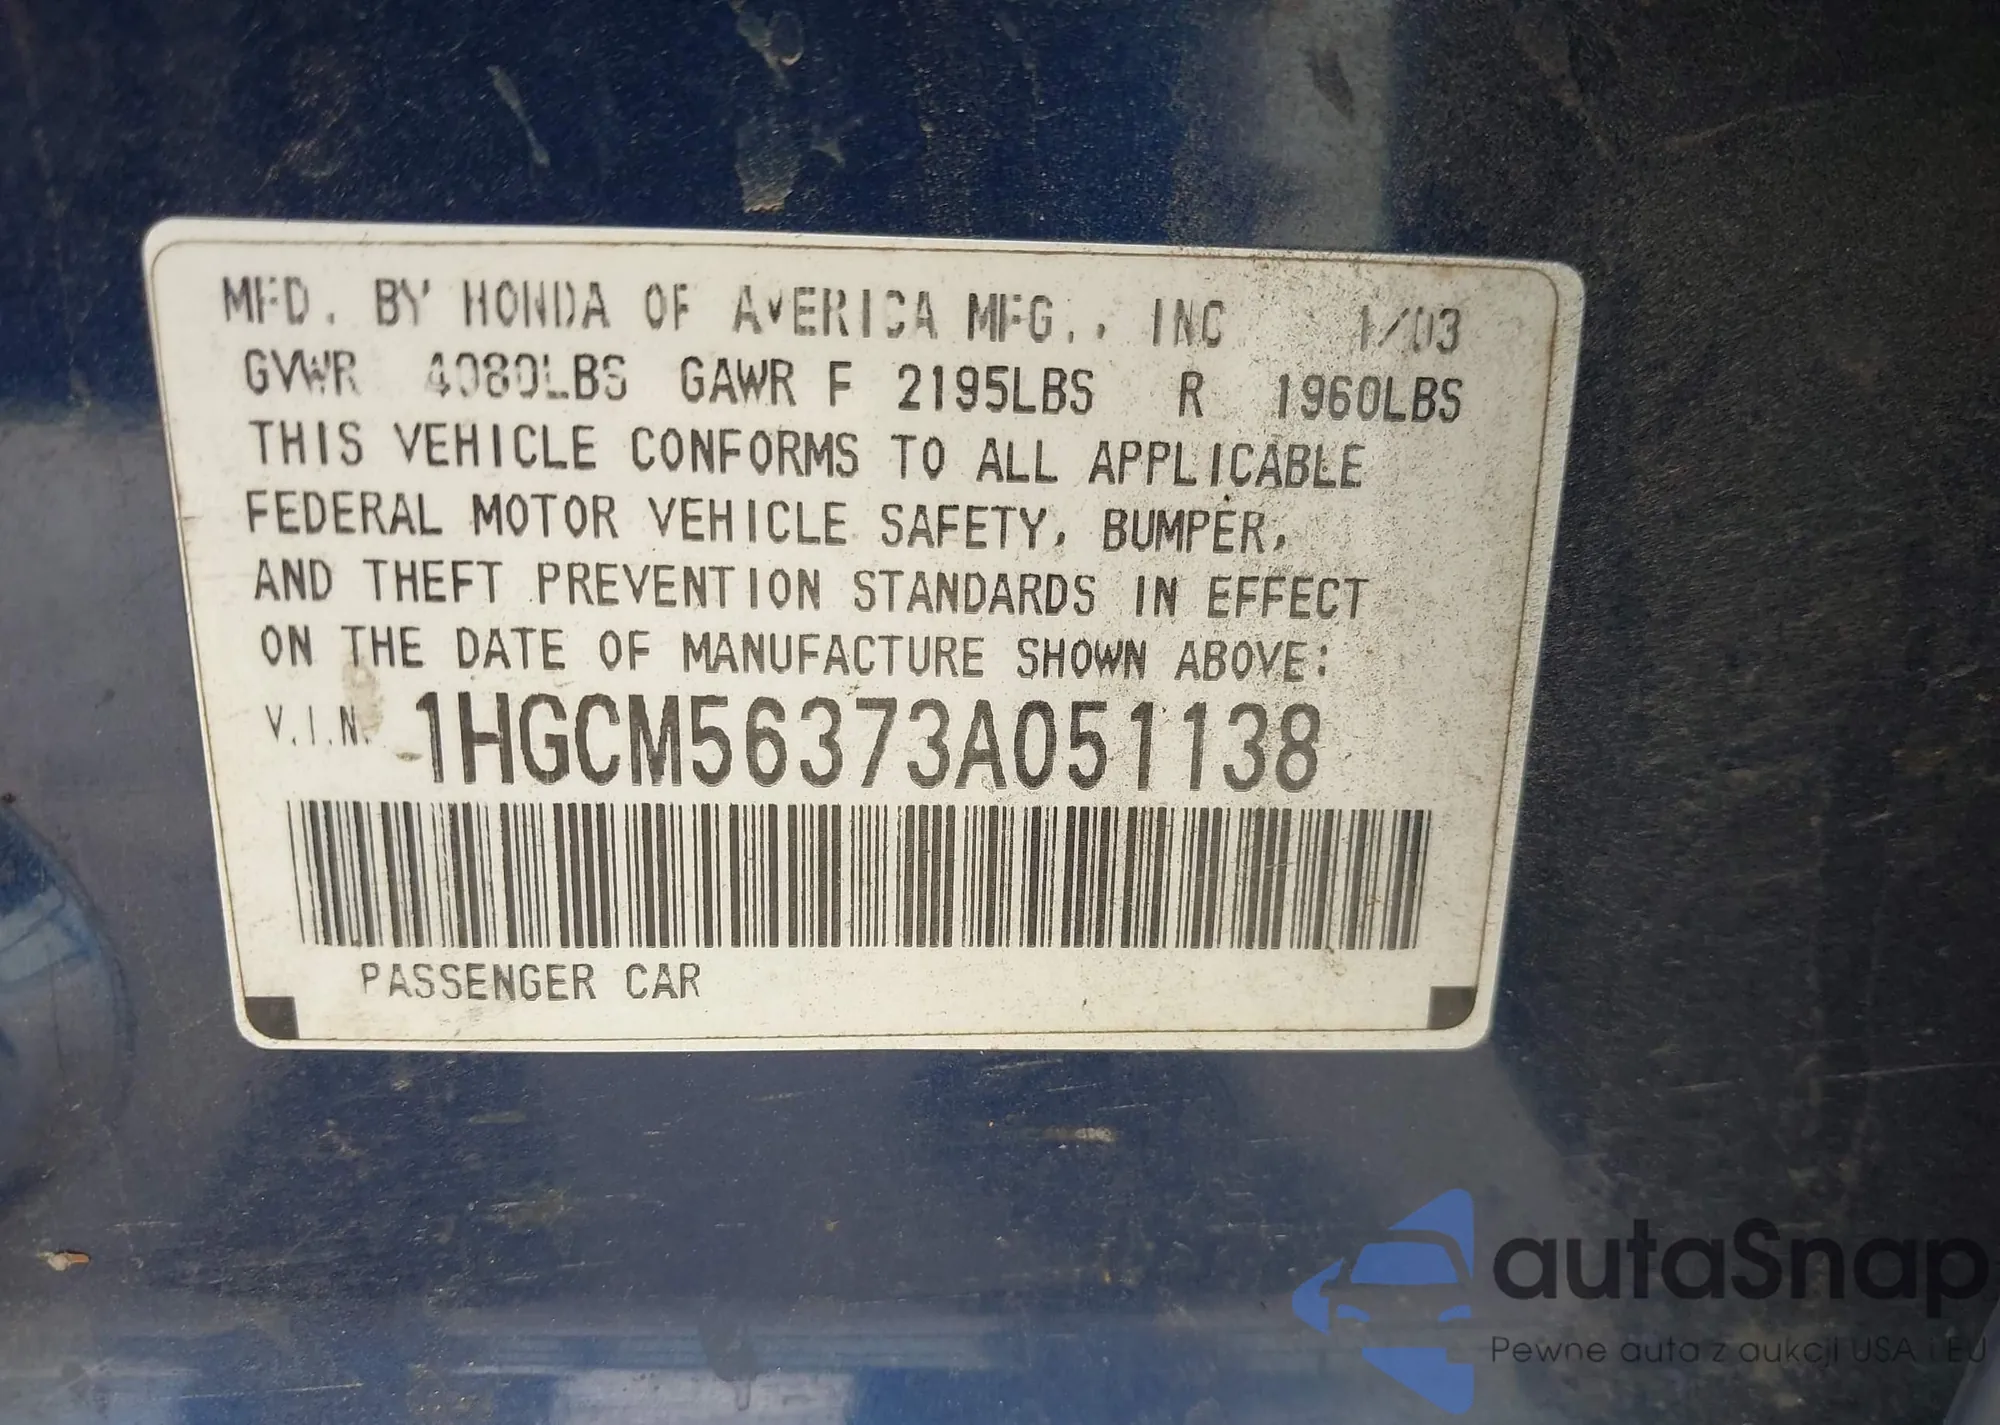 MFD. BY HONDA OF AMERICA MFG., INC 1/03
GVWR 4080LBS GAWR F 2195LBS R 1960LBS
THIS VEHICLE CONFORMS TO ALL APPLICABLE
FEDERAL MOTOR VEHICLE SAFETY, BUMPER,
AND THEFT PREVENTION STANDARDS IN EFFECT
ON THE DATE OF MANUFACTURE SHOWN ABOVE:
V.I.N. 1HGCM56373A051138
PASSENGER CAR
autaSnap
Pewne auta z aukcji USA i EU